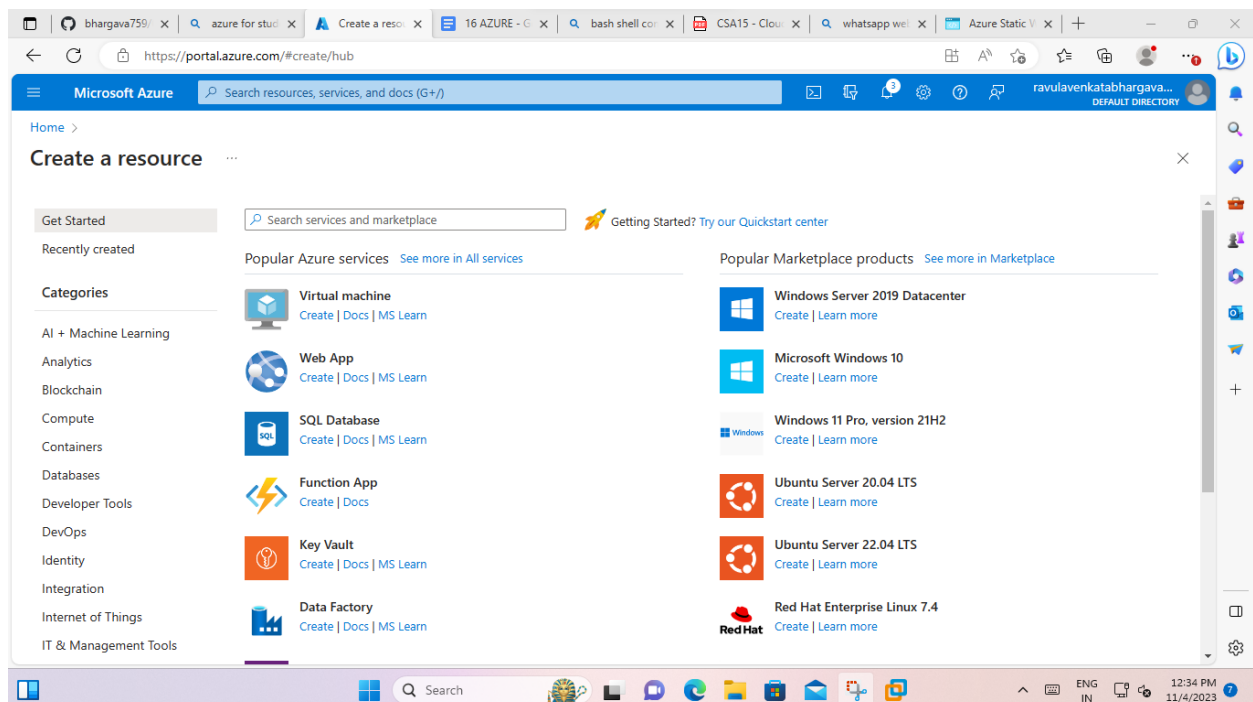 bhargava759/
azure for stud
Create a reso
16 AZURE - G
bash shell cor
CSA15 - Clou
whatsapp we
Azure Static
https://portal.azure.com/#create/hub
Microsoft Azure
Search resources, services, and docs (G+/)
3
ravulavenkatabhargava...
DEFAULT DIRECTORY
Home >
Create a resource ...
Get Started
Recently created
Categories
AI + Machine Learning
Analytics
Blockchain
Compute
Containers
Databases
Developer Tools
DevOps
Identity
Integration
Internet of Things
IT & Management Tools
Search services and marketplace
Getting Started? Try our Quickstart center
Popular Azure services See more in All services
Virtual machine
Create | Docs | MS Learn
Web App
Create | Docs | MS Learn
SQL
SQL Database
Create | Docs | MS Learn
Function App
Create | Docs
Key Vault
Create | Docs | MS Learn
Data Factory
Create | Docs | MS Learn
Popular Marketplace products See more in Marketplace
Windows Server 2019 Datacenter
Create | Learn more
Microsoft Windows 10
Create | Learn more
Windows
Windows 11 Pro, version 21H2
Create | Learn more
Ubuntu Server 20.04 LTS
Create | Learn more
Ubuntu Server 22.04 LTS
Create | Learn more
Red Hat
Red Hat Enterprise Linux 7.4
Create | Learn more
Search
ENG
IN
12:34 PM
11/4/2023
7